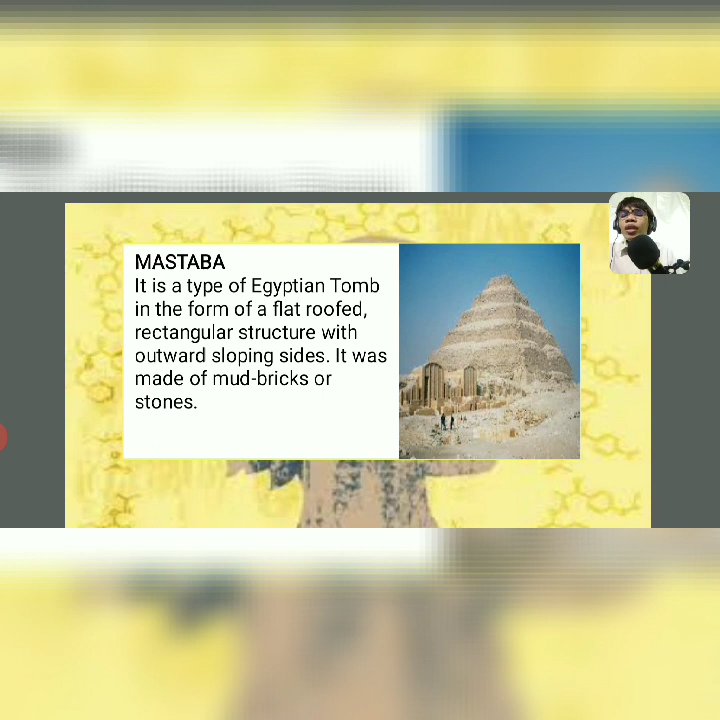 MASTABA
It is a type of Egyptian Tomb
in the form of a flat roofed,
rectangular structure with
outward sloping sides. It was
made of mud-bricks or
stones.